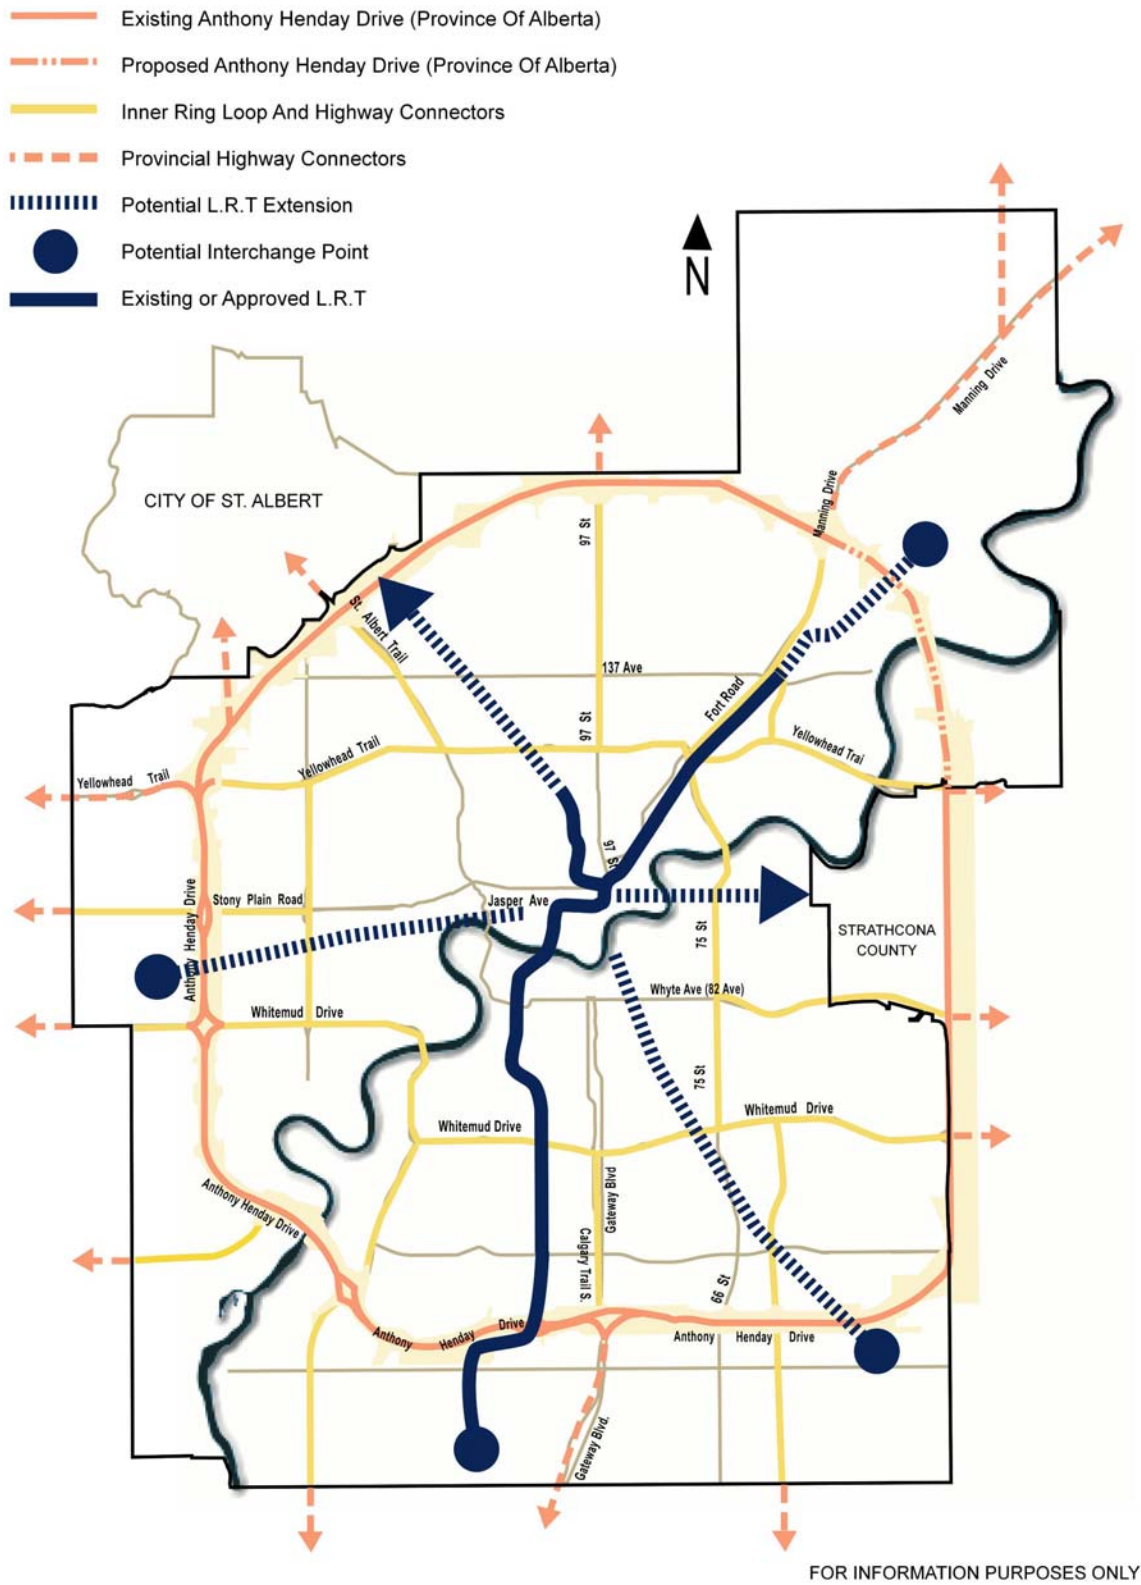 Existing Anthony Henday Drive (Province Of Alberta)
Proposed Anthony Henday Drive (Province Of Alberta)
Inner Ring Loop And Highway Connectors
Provincial Highway Connectors
Potential L.R.T Extension
Potential Interchange Point
Existing or Approved L.R.T
N
Manning Drive
CITY OF ST. ALBERT
Manning Drive
97 St
St. Albert Trail
137 Ave
Fort Road
97 St
Yellowhead Trail
Yellowhead Trai
Yellowhead Trail
97 St
Anthony Henday Drive
Stony Plain Road
Jasper Ave
75 St
STRATHCONA
COUNTY
Whyte Ave (82 Ave)
Whitemud Drive
75 St
Whitemud Drive
Whitemud Drive
Anthony Henday Drive
Gateway Blvd
Calgary Trail S.
66 St
Anthony Henday Drive
Anthony Henday Drive
Gateway Blvd.
FOR INFORMATION PURPOSES ONLY